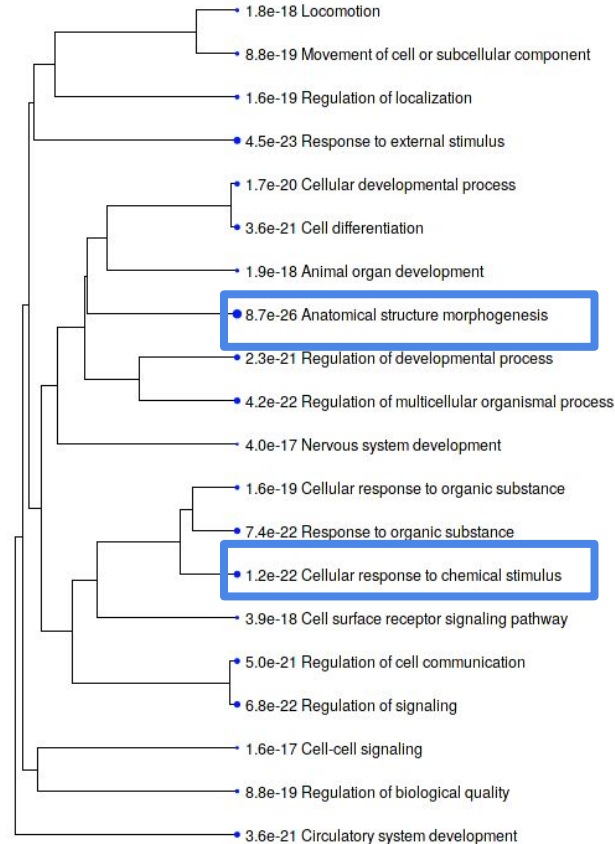 1.8e-18 Locomotion
8.8e-19 Movement of cell or subcellular component
1.6e-19 Regulation of localization
4.5e-23 Response to external stimulus
1.7e-20 Cellular developmental process
3.6e-21 Cell differentiation
1.9e-18 Animal organ development
8.7e-26 Anatomical structure morphogenesis
2.3e-21 Regulation of developmental process
4.2e-22 Regulation of multicellular organismal process
4.0e-17 Nervous system development
1.6e-19 Cellular response to organic substance
7.4e-22 Response to organic substance
1.2e-22 Cellular response to chemical stimulus
3.9e-18 Cell surface receptor signaling pathway
5.0e-21 Regulation of cell communication
6.8e-22 Regulation of signaling
1.6e-17 Cell-cell signaling
8.8e-19 Regulation of biological quality
3.6e-21 Circulatory system development